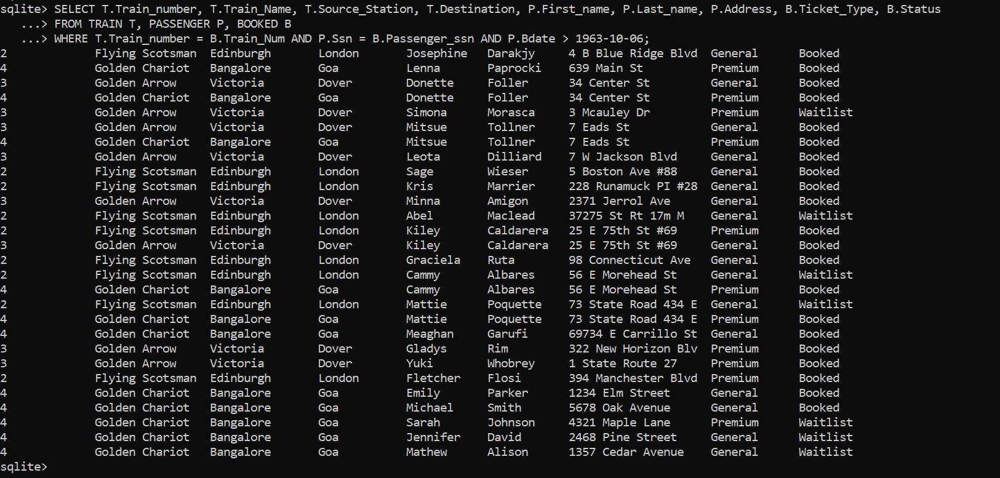 sqlite> SELECT T.Train_number, T.Train_Name, T.Source_Station, T.Destination, P.First_name, P.Last_name, P.Address, B.Ticket_Type, B.Status
   ...> FROM TRAIN T, PASSENGER P, BOOKED B
   ...> WHERE T.Train_number = B.Train_Num AND P.Ssn = B.Passenger_ssn AND P.Bdate > 1963-10-06;
2             Flying Scotsman  Edinburgh       London       Josephine   Darakjy     4 B Blue Ridge Blvd  General      Booked
4             Golden Chariot   Bangalore       Goa          Lenna       Paprocki    639 Main St          Premium      Booked
3             Golden Arrow     Victoria        Dover        Donette     Foller      34 Center St         General      Booked
4             Golden Chariot   Bangalore       Goa          Donette     Foller      34 Center St         Premium      Booked
3             Golden Arrow     Victoria        Dover        Simona      Morasca     3 Mcauley Dr         Premium      Waitlist
3             Golden Arrow     Victoria        Dover        Mitsue      Tollner     7 Eads St            General      Booked
4             Golden Chariot   Bangalore       Goa          Mitsue      Tollner     7 Eads St            Premium      Booked
3             Golden Arrow     Victoria        Dover        Leota       Dilliard    7 W Jackson Blvd     General      Booked
2             Flying Scotsman  Edinburgh       London       Sage        Wieser      5 Boston Ave #88     General      Booked
2             Flying Scotsman  Edinburgh       London       Kris        Marrier     228 Runamuck PI #28  General      Booked
3             Golden Arrow     Victoria        Dover        Minna       Amigon      2371 Jerrol Ave      General      Booked
2             Flying Scotsman  Edinburgh       London       Abel        Maclead     37275 St Rt 17m M    General      Waitlist
2             Flying Scotsman  Edinburgh       London       Kiley       Caldarera   25 E 75th St #69     Premium      Booked
3             Golden Arrow     Victoria        Dover        Kiley       Caldarera   25 E 75th St #69     General      Booked
2             Flying Scotsman  Edinburgh       London       Graciela    Ruta        98 Connecticut Ave   General      Booked
2             Flying Scotsman  Edinburgh       London       Cammy       Albares     56 E Morehead St     General      Waitlist
4             Golden Chariot   Bangalore       Goa          Cammy       Albares     56 E Morehead St     Premium      Booked
2             Flying Scotsman  Edinburgh       London       Mattie      Poquette    73 State Road 434 E  General      Waitlist
4             Golden Chariot   Bangalore       Goa          Mattie      Poquette    73 State Road 434 E  Premium      Booked
4             Golden Chariot   Bangalore       Goa          Meaghan     Garufi      69734 E Carrillo St  General      Booked
3             Golden Arrow     Victoria        Dover        Gladys      Rim         322 New Horizon Blv  Premium      Booked
3             Golden Arrow     Victoria        Dover        Yuki        Whobrey     1 State Route 27     Premium      Booked
2             Flying Scotsman  Edinburgh       London       Fletcher    Flosi       394 Manchester Blvd  Premium      Booked
4             Golden Chariot   Bangalore       Goa          Emily       Parker      1234 Elm Street      General      Booked
4             Golden Chariot   Bangalore       Goa          Michael     Smith       5678 Oak Avenue      General      Booked
4             Golden Chariot   Bangalore       Goa          Sarah       Johnson     4321 Maple Lane      Premium      Waitlist
4             Golden Chariot   Bangalore       Goa          Jennifer    David       2468 Pine Street     General      Waitlist
4             Golden Chariot   Bangalore       Goa          Mathew      Alison      1357 Cedar Avenue    General      Waitlist
sqlite>